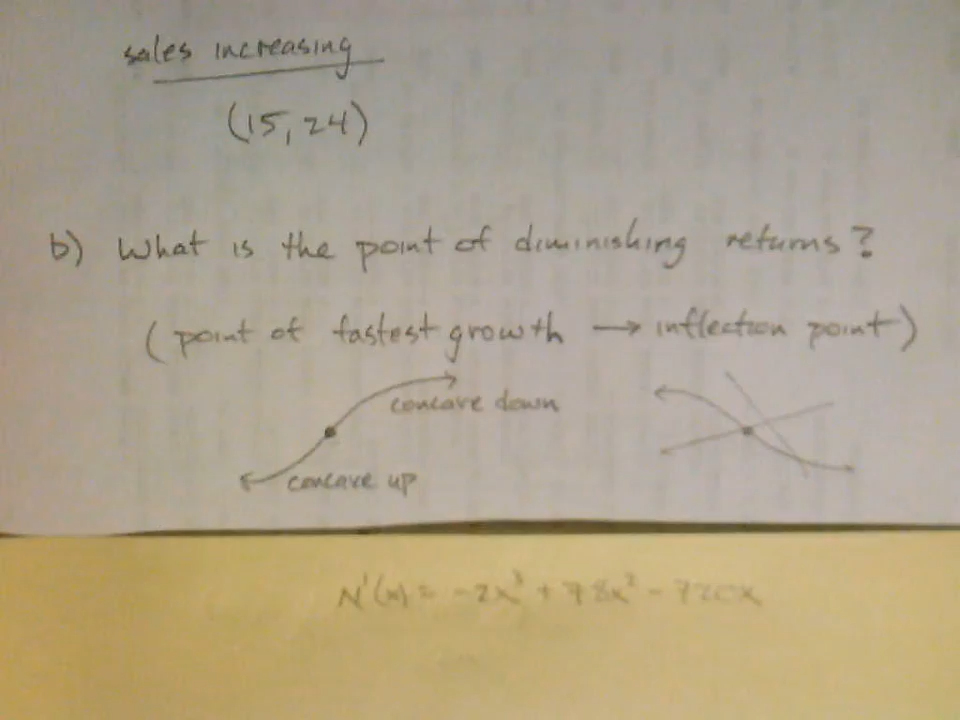 sales increasing
(15, 24)
b) What is the point of diminishing returns?
(point of fastest growth → inflection point)
concave down
concave up
N'(x) = -2x³ + 78x² - 720x